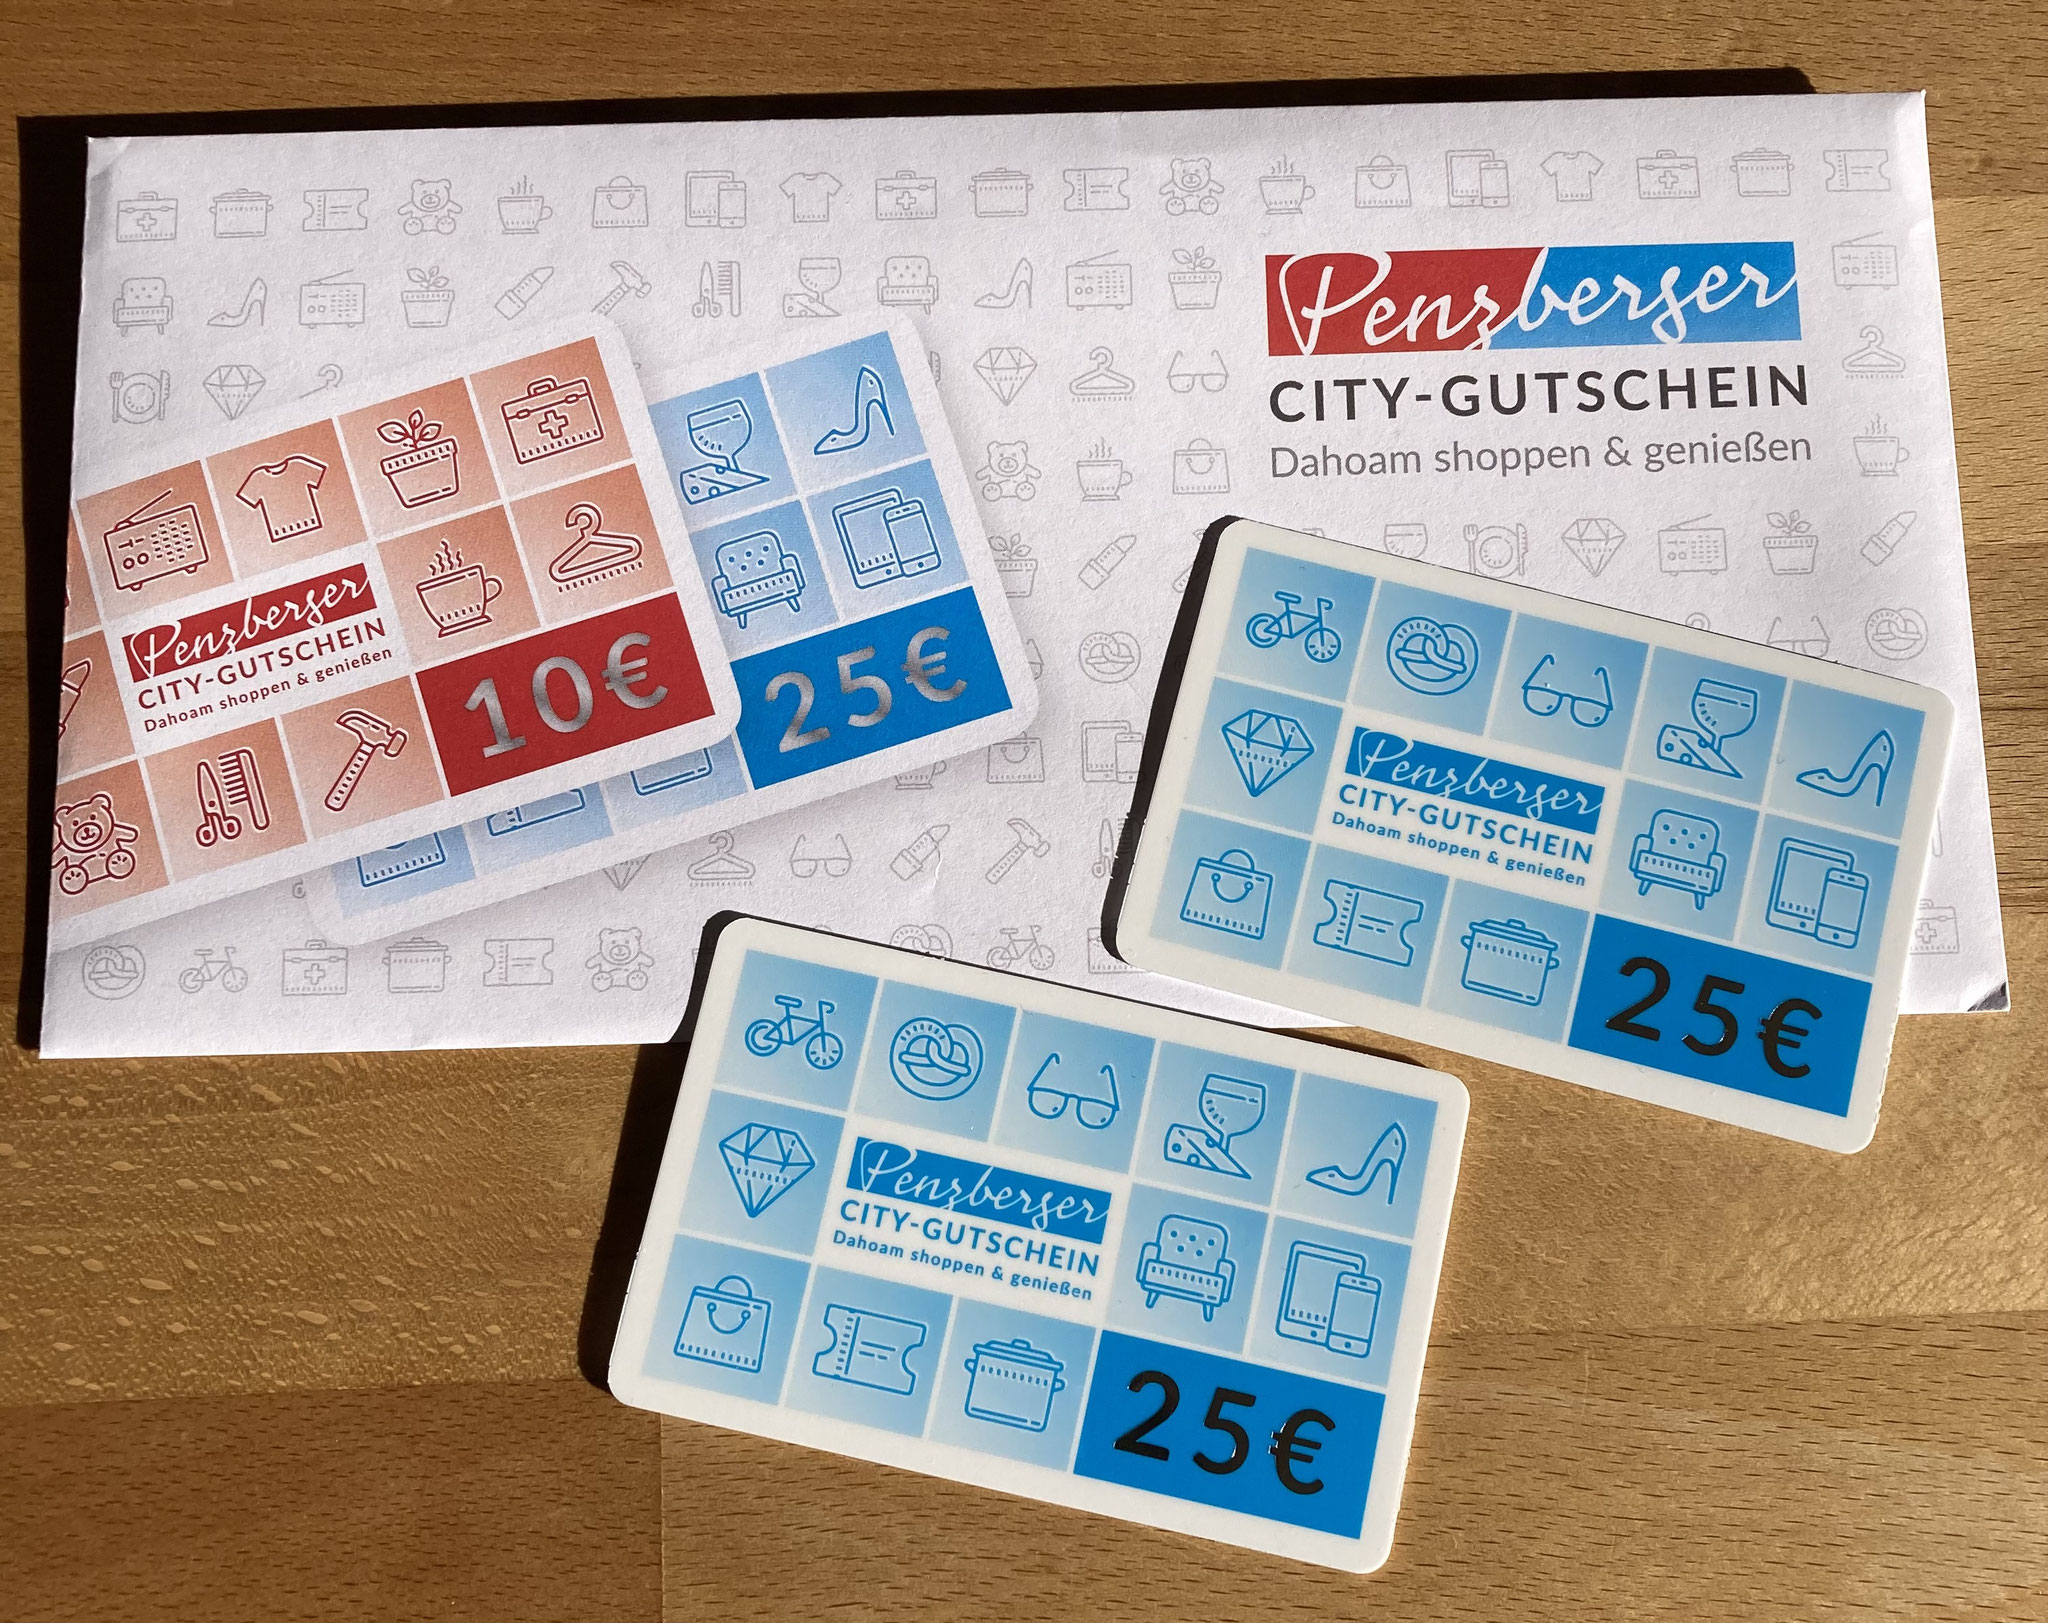 Penzberger
CITY-GUTSCHEIN
Dahoam shoppen & genießen
Penzberger
CITY-GUTSCHEIN
Dahoam shoppen & genießen
10€
25€
Penzberger
CITY-GUTSCHEIN
Dahoam shoppen & genießen
25€
Penzberger
CITY-GUTSCHEIN
Dahoam shoppen & genießen
25€